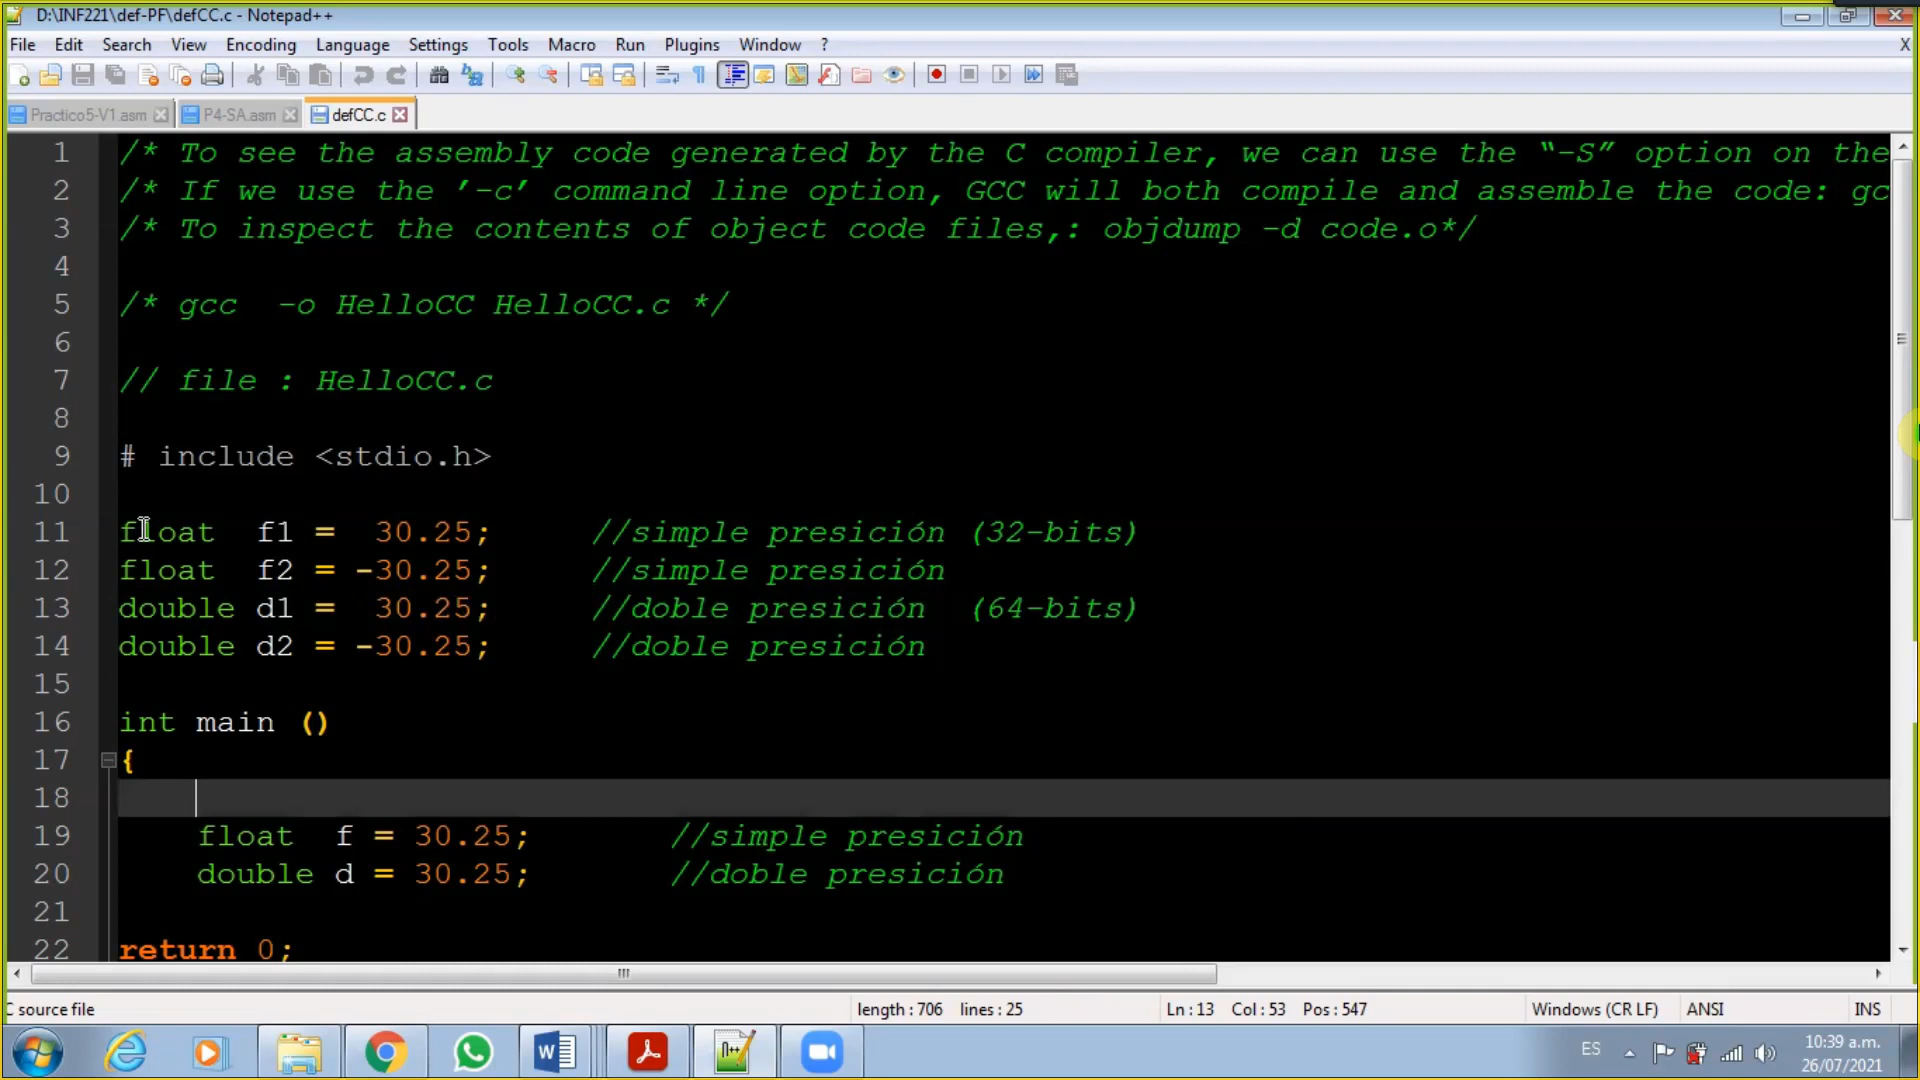 D:\INF221\def-PF\defCC.c - Notepad++
File Edit Search View Encoding Language Settings Tools Macro Run Plugins Window ? X
Practico5-V1.asm P4-SA.asm defCC.c
1 /* To see the assembly code generated by the C compiler, we can use the “-S” option on the
2 /* If we use the ’-c’ command line option, GCC will both compile and assemble the code: gc
3 /* To inspect the contents of object code files,: objdump -d code.o*/
4
5 /* gcc  -o HelloCC HelloCC.c */
6
7 // file : HelloCC.c
8
9 # include <stdio.h>
10
11 float  f1 =  30.25;     //simple presición (32-bits)
12 float  f2 = -30.25;     //simple presición
13 double d1 =  30.25;     //doble presición  (64-bits)
14 double d2 = -30.25;     //doble presición
15
16 int main ()
17 {
18
19     float  f = 30.25;       //simple presición
20     double d = 30.25;       //doble presición
21
22 return 0;
C source file length : 706 lines : 25 Ln : 13 Col : 53 Pos : 547 Windows (CR LF) ANSI INS
ES 10:39 a.m.
26/07/2021